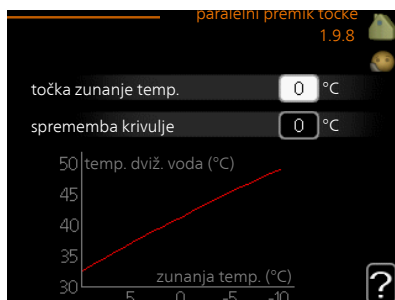 paralelni premik točke
1.9.8
točka zunanje temp. 0 °C
sprememba krivulje 0 °C
50 temp. dviž. voda (°C)
45
40
35
zunanja temp. (°C)
30
5 0 -5 -10
?